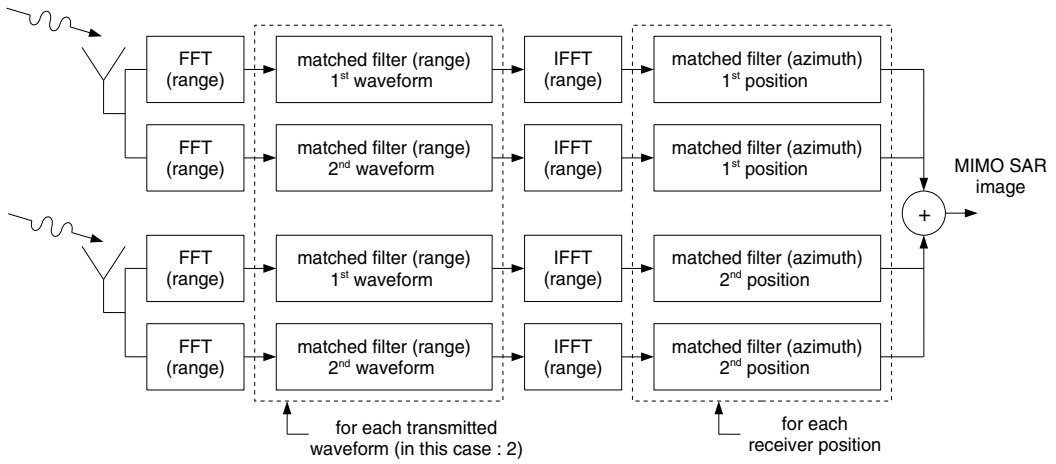 FFT
(range)
matched filter (range)
1st waveform
IFFT
(range)
matched filter (azimuth)
1st position
FFT
(range)
matched filter (range)
2nd waveform
IFFT
(range)
matched filter (azimuth)
1st position
MIMO SAR
image
+
FFT
(range)
matched filter (range)
1st waveform
IFFT
(range)
matched filter (azimuth)
2nd position
FFT
(range)
matched filter (range)
2nd waveform
IFFT
(range)
matched filter (azimuth)
2nd position
for each transmitted
waveform (in this case : 2)
for each
receiver position